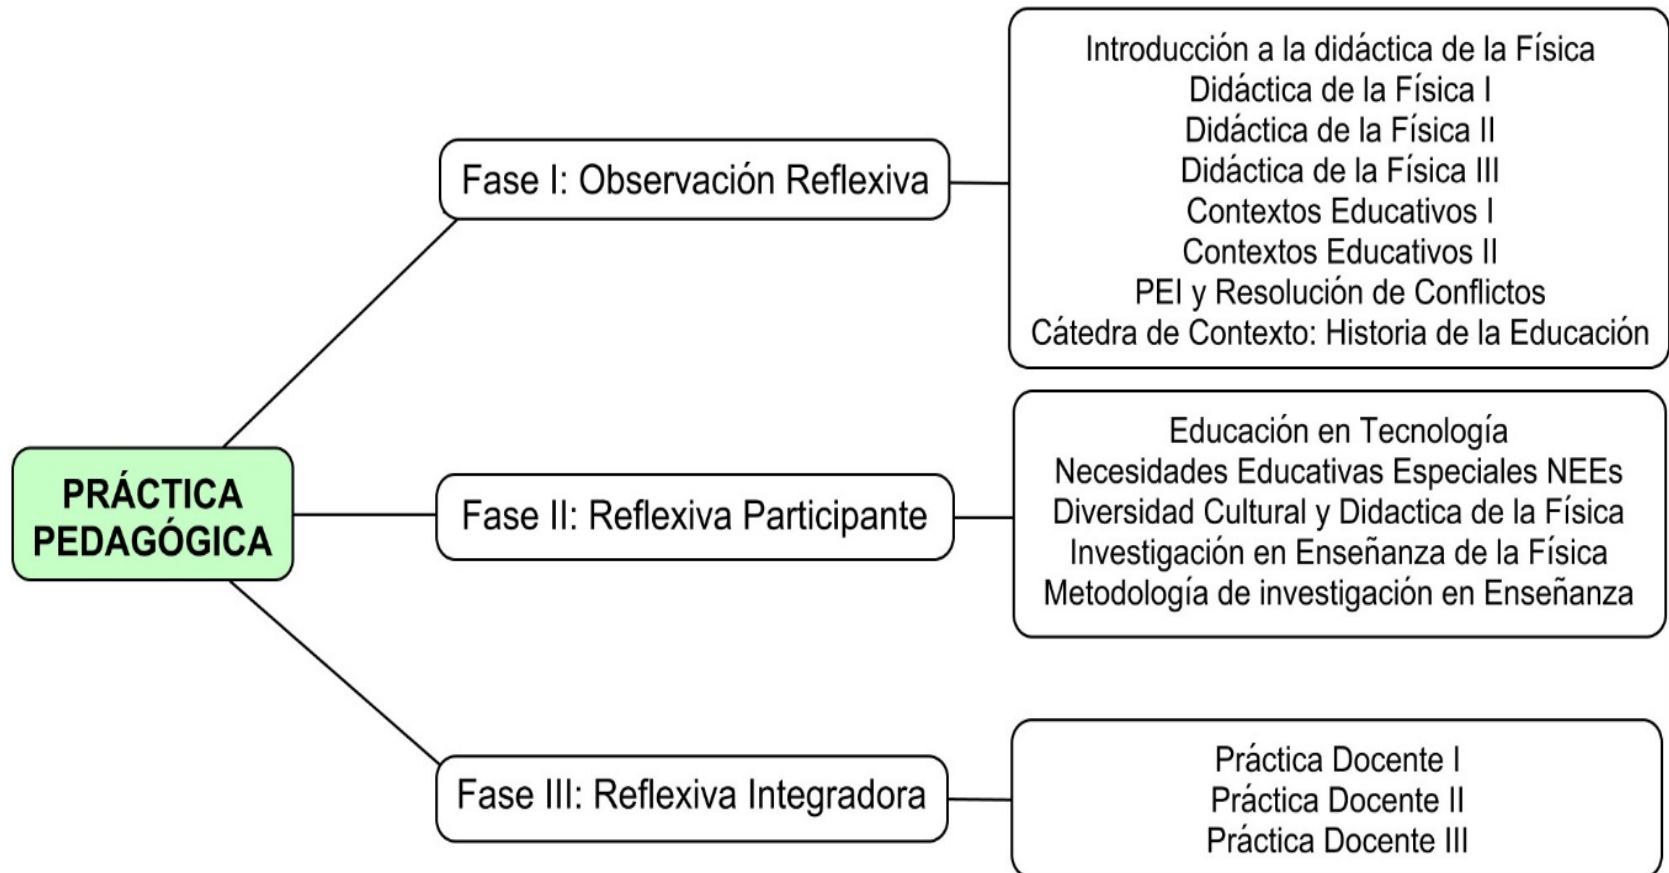 PRÁCTICA
PEDAGÓGICA
Fase I: Observación Reflexiva
Introducción a la didáctica de la Física
Didáctica de la Física I
Didáctica de la Física II
Didáctica de la Física III
Contextos Educativos I
Contextos Educativos II
PEI y Resolución de Conflictos
Cátedra de Contexto: Historia de la Educación
Fase II: Reflexiva Participante
Educación en Tecnología
Necesidades Educativas Especiales NEEs
Diversidad Cultural y Didactica de la Física
Investigación en Enseñanza de la Física
Metodología de investigación en Enseñanza
Fase III: Reflexiva Integradora
Práctica Docente I
Práctica Docente II
Práctica Docente III